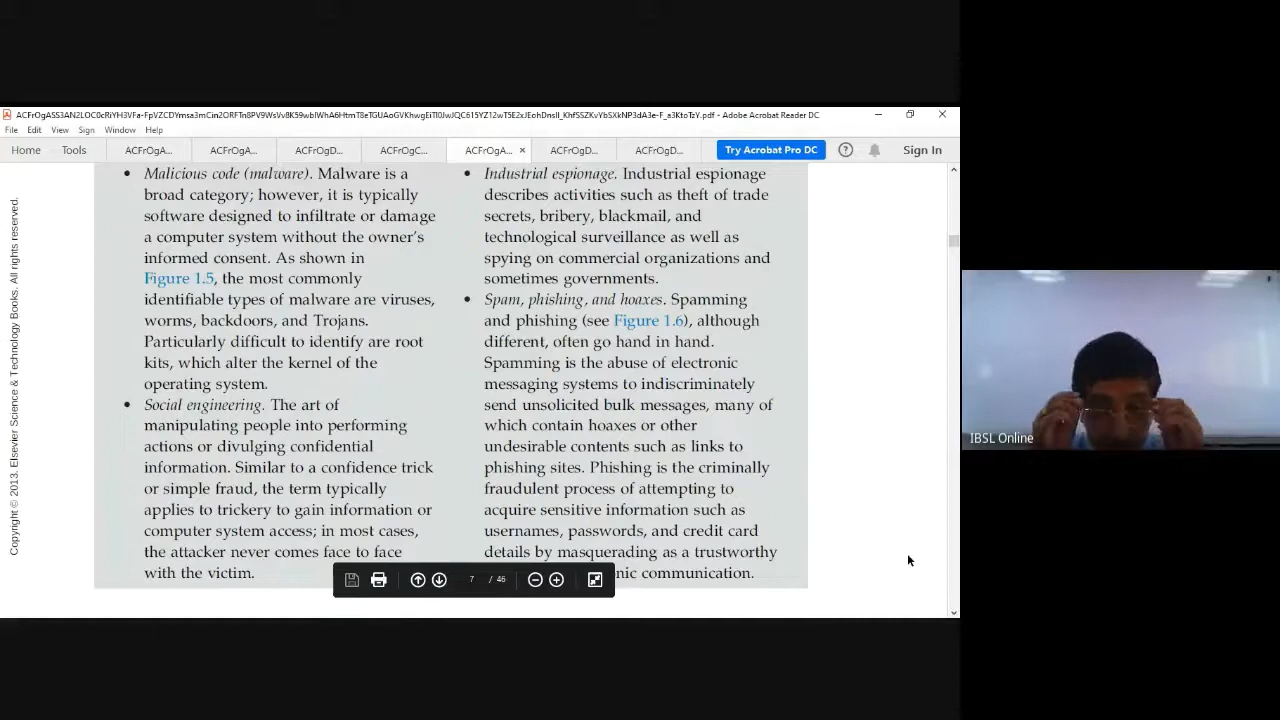 ACFrOgASS3AN2LOC0cRiYH3VFa-FpVZCDYmsa3mCin2ORFTn8PV9WsVv8K59wbIWhA6HtmT8eTGUAoGVKhwgEiTl0JwJQC615YZ12wT5E2xJEohDnsll_KhfSSZKvYbSXkNP3dA3e-F_a3KtoTzY.pdf - Adobe Acrobat Reader DC
File Edit View Sign Window Help
Home Tools ACFrOgA... ACFrOgA... ACFrOgD... ACFrOgC... ACFrOgA... × ACFrOgD... ACFrOgD... Try Acrobat Pro DC Sign In
Copyright © 2013. Elsevier Science & Technology Books. All rights reserved.
• Malicious code (malware). Malware is a
broad category; however, it is typically
software designed to infiltrate or damage
a computer system without the owner's
informed consent. As shown in
Figure 1.5, the most commonly
identifiable types of malware are viruses,
worms, backdoors, and Trojans.
Particularly difficult to identify are root
kits, which alter the kernel of the
operating system.
• Social engineering. The art of
manipulating people into performing
actions or divulging confidential
information. Similar to a confidence trick
or simple fraud, the term typically
applies to trickery to gain information or
computer system access; in most cases,
the attacker never comes face to face
with the victim.
• Industrial espionage. Industrial espionage
describes activities such as theft of trade
secrets, bribery, blackmail, and
technological surveillance as well as
spying on commercial organizations and
sometimes governments.
• Spam, phishing, and hoaxes. Spamming
and phishing (see Figure 1.6), although
different, often go hand in hand.
Spamming is the abuse of electronic
messaging systems to indiscriminately
send unsolicited bulk messages, many of
which contain hoaxes or other
undesirable contents such as links to
phishing sites. Phishing is the criminally
fraudulent process of attempting to
acquire sensitive information such as
usernames, passwords, and credit card
details by masquerading as a trustworthy
nic communication.
7 / 46
IBSL Online